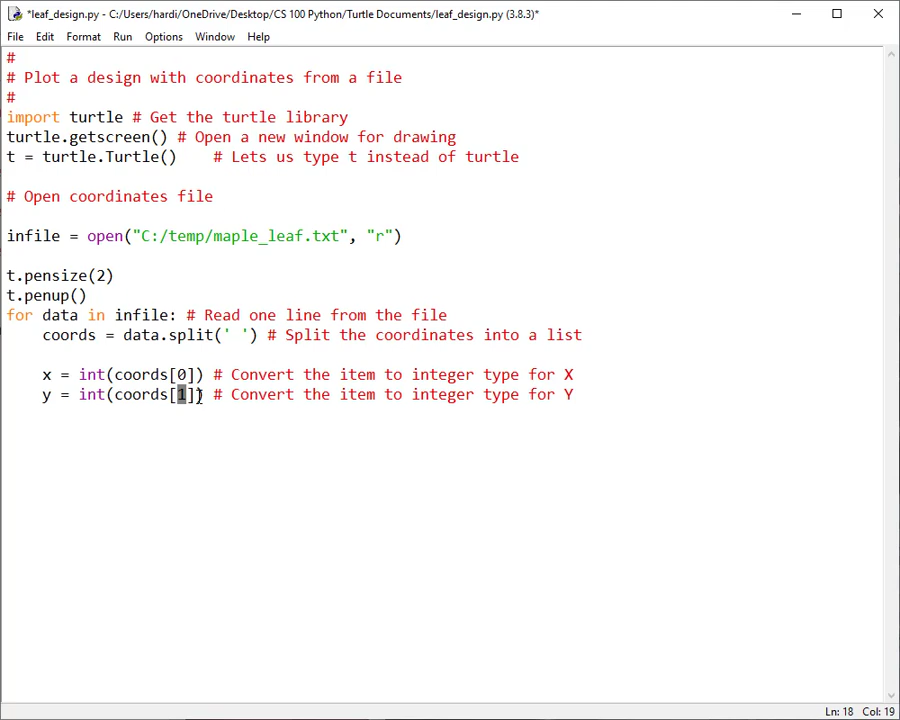 *leaf_design.py - C:/Users/hardi/OneDrive/Desktop/CS 100 Python/Turtle Documents/leaf_design.py (3.8.3)*
File Edit Format Run Options Window Help
#
# Plot a design with coordinates from a file
#
import turtle # Get the turtle library
turtle.getscreen() # Open a new window for drawing
t = turtle.Turtle()    # Lets us type t instead of turtle
# Open coordinates file
infile = open("C:/temp/maple_leaf.txt", "r")
t.pensize(2)
t.penup()
for data in infile: # Read one line from the file
    coords = data.split(' ') # Split the coordinates into a list
    x = int(coords[0]) # Convert the item to integer type for X
    y = int(coords[1]) # Convert the item to integer type for Y
Ln: 18 Col: 19